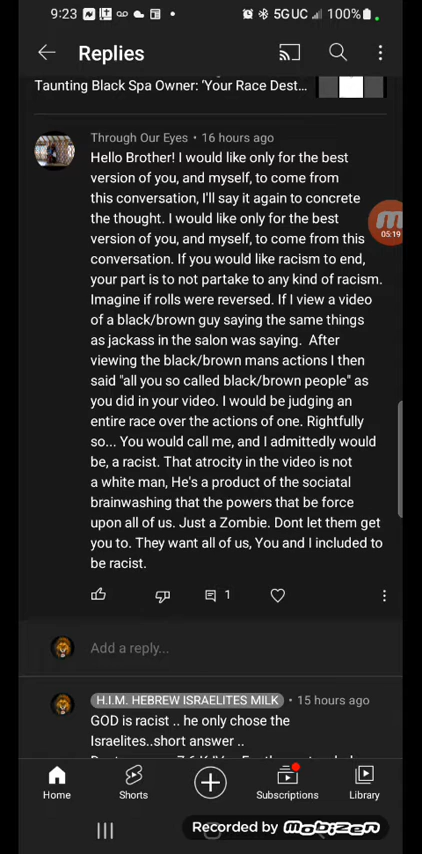 9:23
5GUC
100%
Replies
Taunting Black Spa Owner: 'Your Race Dest...
Through Our Eyes • 16 hours ago
Hello Brother! I would like only for the best
version of you, and myself, to come from
this conversation, I'll say it again to concrete
the thought. I would like only for the best
version of you, and myself, to come from this
conversation. If you would like racism to end,
your part is to not partake to any kind of racism.
Imagine if rolls were reversed. If I view a video
of a black/brown guy saying the same things
as jackass in the salon was saying.  After
viewing the black/brown mans actions I then
said "all you so called black/brown people" as
you did in your video. I would be judging an
entire race over the actions of one. Rightfully
so... You would call me, and I admittedly would
be, a racist. That atrocity in the video is not
a white man, He's a product of the sociatal
brainwashing that the powers that be force
upon all of us. Just a Zombie. Dont let them get
you to. They want all of us, You and I included to
be racist.
05:19
1
Add a reply...
H.I.M. HEBREW ISRAELITES MILK • 15 hours ago
GOD is racist .. he only chose the
Israelites..short answer ..
Home
Shorts
Subscriptions
Library
Recorded by mobizen